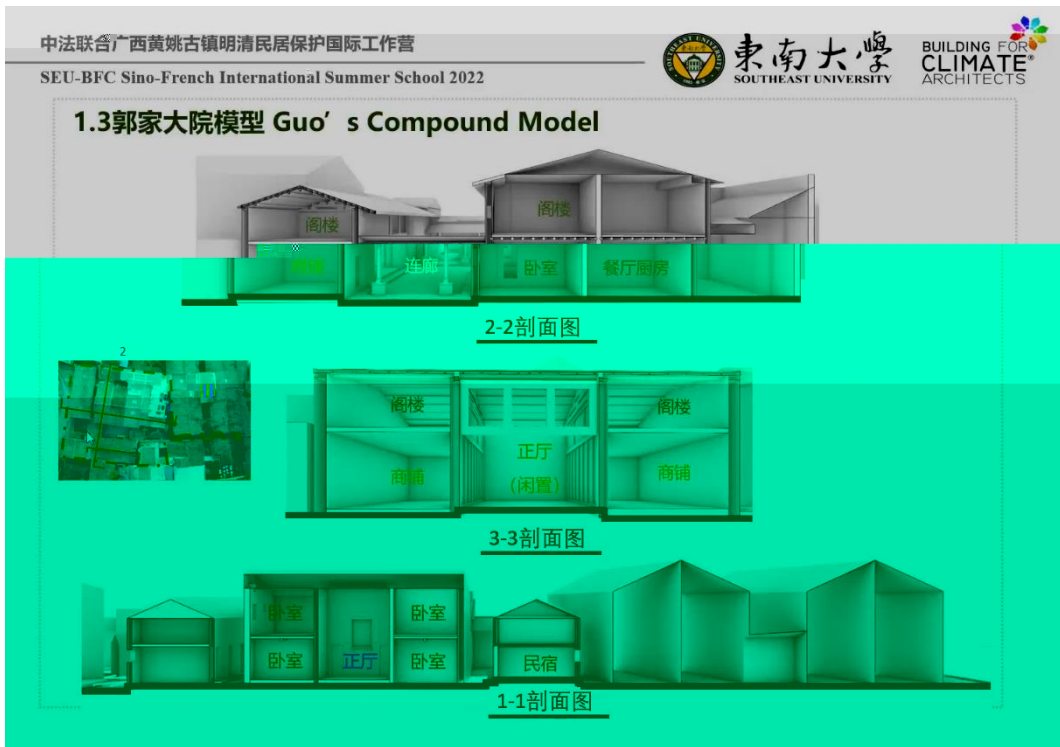 中法联合广西黄姚古镇明清民居保护国际工作营
SEU-BFC Sino-French International Summer School 2022
SOUTHEAST UNIVERSITY
東南大學
SOUTHEAST UNIVERSITY
BUILDING FOR
CLIMATE®
ARCHITECTS
1.3郭家大院模型 Guo's Compound Model
阁楼
阁楼
连廊
卧室
餐厅厨房
2-2剖面图
2
阁楼
阁楼
正厅
商铺
(闲置)
商铺
3-3剖面图
卧室
卧室
卧室
正厅
卧室
民宿
1-1剖面图